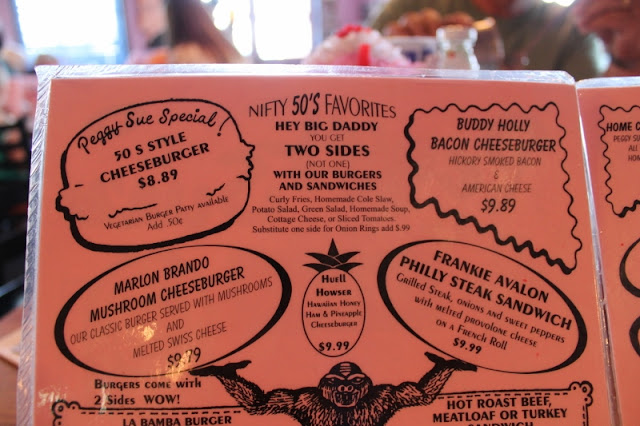 Peggy Sue Special!
50 S STYLE
CHEESEBURGER
$8.89
VEGETARIAN BURGER PATTY AVAILABLE
Add .50¢
NIFTY 50'S FAVORITES
HEY BIG DADDY
YOU GET
TWO SIDES
(NOT ONE)
WITH OUR BURGERS
AND SANDWICHES
Curly Fries, Homemade Cole Slaw,
Potato Salad, Green Salad, Homemade Soup,
Cottage Cheese, or Sliced Tomatoes.
Substitute one side for Onion Rings add $.99
BUDDY HOLLY
BACON CHEESEBURGER
HICKORY SMOKED BACON
&
AMERICAN CHEESE
$9.89
MARLON BRANDO
MUSHROOM CHEESEBURGER
OUR CLASSIC BURGER SERVED WITH MUSHROOMS
AND
MELTED SWISS CHEESE
Huell
Howser
Hawaiian Honey
Ham & Pineapple
Cheeseburger
$9.99
FRANKIE AVALON
PHILLY STEAK SANDWICH
Grilled Steak, onions and sweet peppers
with melted provolone cheese
on a French Roll
$9.99
BURGERS COME WITH
2 SIDES WOW!
LA BAMBA BURGER
HOT ROAST BEEF,
MEATLOAF OR TURKEY
SANDWICH
HOME
PEGGY SU
ALL
HOM